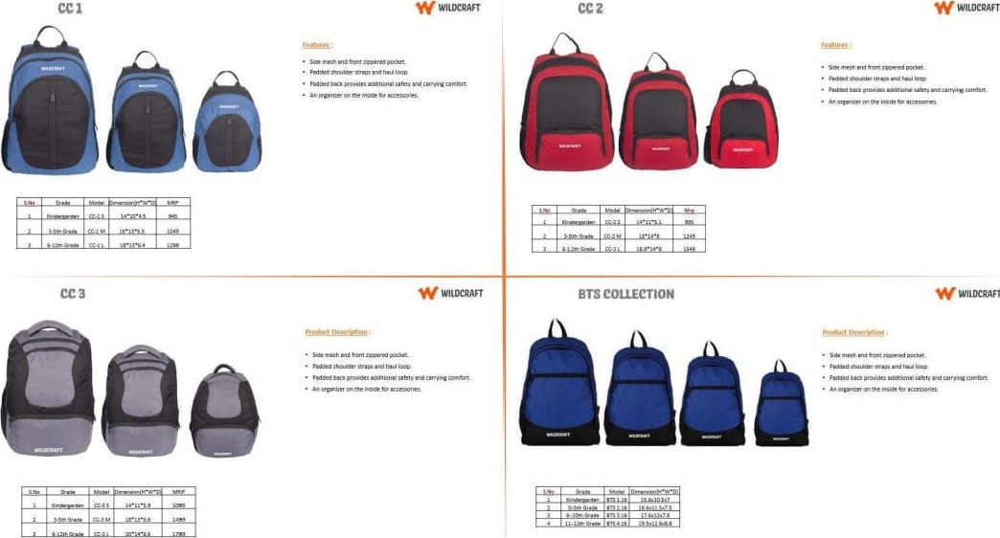 CC 1
WILDCRAFT
WILDCRAFT
WILDCRAFT
WILDCRAFT
Features :
• Side mesh and front zippered pocket.
• Padded shoulder straps and haul loop.
• Padded back provides additional safety and carrying comfort.
• An organizer on the inside for accessories.
S.No Grade Model Dimension(H*W*D) MRP
1 Kindergarden CC-1 S 14*10*4.5 945
2 3-5th Grade CC-1 M 16*13*5.5 1049
3 6-12th Grade CC-1 L 18*13*6.4 1299
CC 2
WILDCRAFT
WILDCRAFT
WILDCRAFT
WILDCRAFT
Features :
• Side mesh and front zippered pocket.
• Padded shoulder straps and haul loop.
• Padded back provides additional safety and carrying comfort.
• An organizer on the inside for accessories.
S.No Grade Model Dimension(H*W*D) Mrp
1 Kindergarden CC-2 S 14*11*5.1 995
2 3-5th Grade CC-2 M 18*14*8 1249
3 6-12th Grade CC-2 L 18.8*14*8 1549
CC 3
WILDCRAFT
WILDCRAFT
WILDCRAFT
WILDCRAFT
Product Description :
• Side mesh and front zippered pocket.
• Padded shoulder straps and haul loop.
• Padded back provides additional safety and carrying comfort.
• An organizer on the inside for accessories.
S.No Grade Model Dimension(H*W*D) MRP
1 Kindergarden CC-3 S 14*11*5.9 1095
2 3-5th Grade CC-3 M 18*13*6.6 1499
3 6-12th Grade CC-3 L 20*14*8.6 1799
BTS COLLECTION
WILDCRAFT
WILDCRAFT
WILDCRAFT
WILDCRAFT
WILDCRAFT
Product Description :
• Side mesh and front zippered pocket.
• Padded shoulder straps and haul loop.
• Padded back provides additional safety and carrying comfort.
• An organizer on the inside for accessories.
S.No Grade Model Dimension(H*W*D)
1 Kindergarden BTS 1.16 15.6x10.5x7
2 3-5th Grade BTS 2.16 16.6x11.5x7.5
3 6-10th Grade BTS 3.16 17.6x12x7.8
4 11-12th Grade BTS 4.16 19.5x12.6x8.8